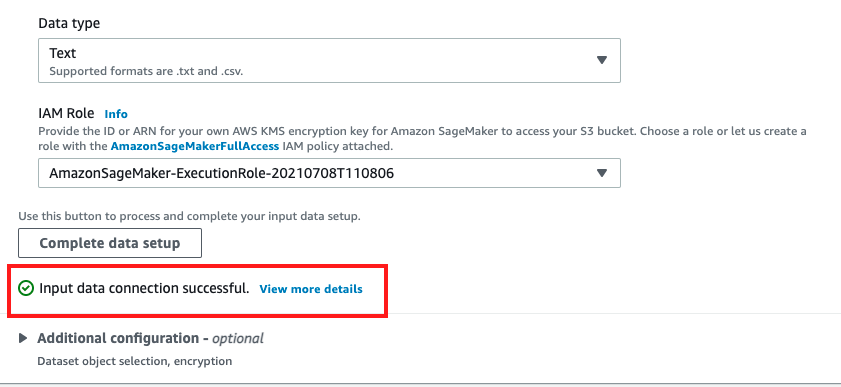 Data type
Text
Supported formats are .txt and .csv.
IAM Role Info
Provide the ID or ARN for your own AWS KMS encryption key for Amazon SageMaker to access your S3 bucket. Choose a role or let us create a
role with the AmazonSageMakerFullAccess IAM policy attached.
AmazonSageMaker-ExecutionRole-20210708T110806
Use this button to process and complete your input data setup.
Complete data setup
Input data connection successful. View more details
Additional configuration - optional
Dataset object selection, encryption